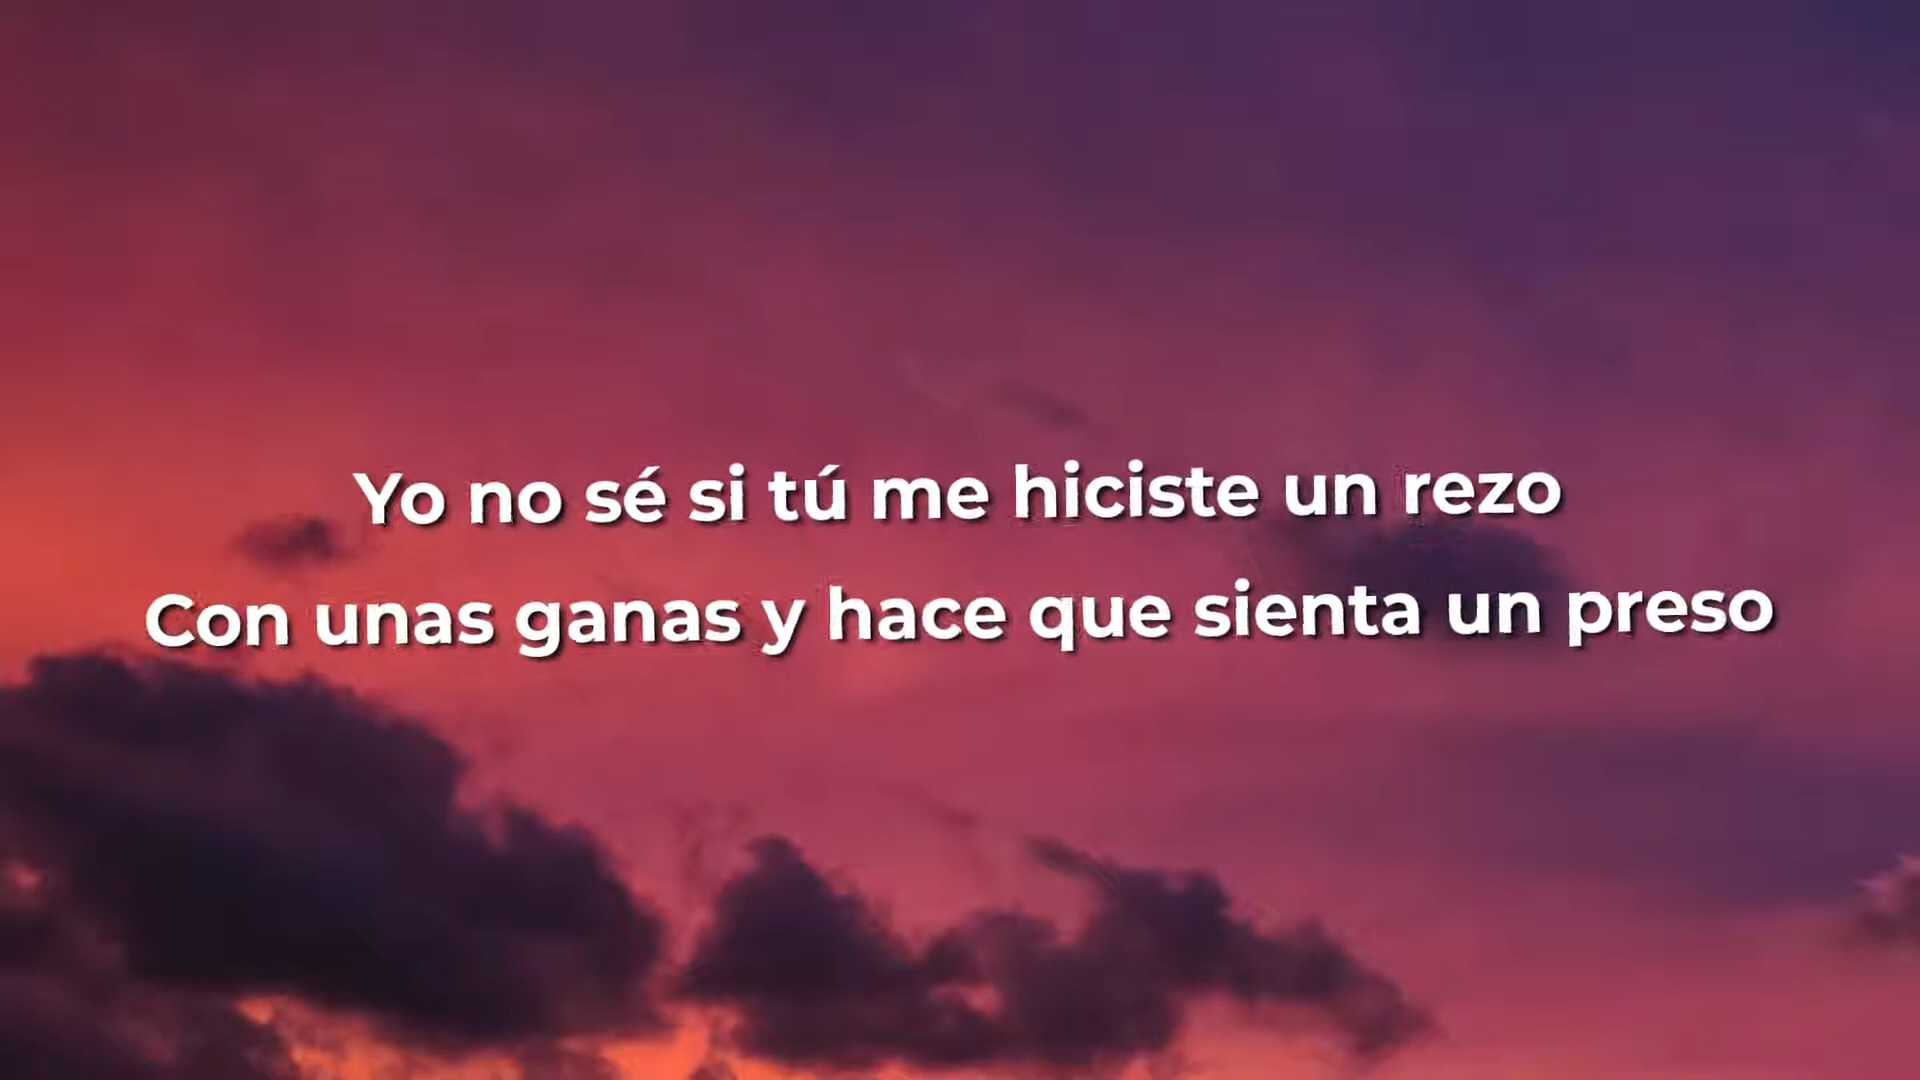 Yo no sé si tú me hiciste un rezo
Con unas ganas y hace que sienta un preso